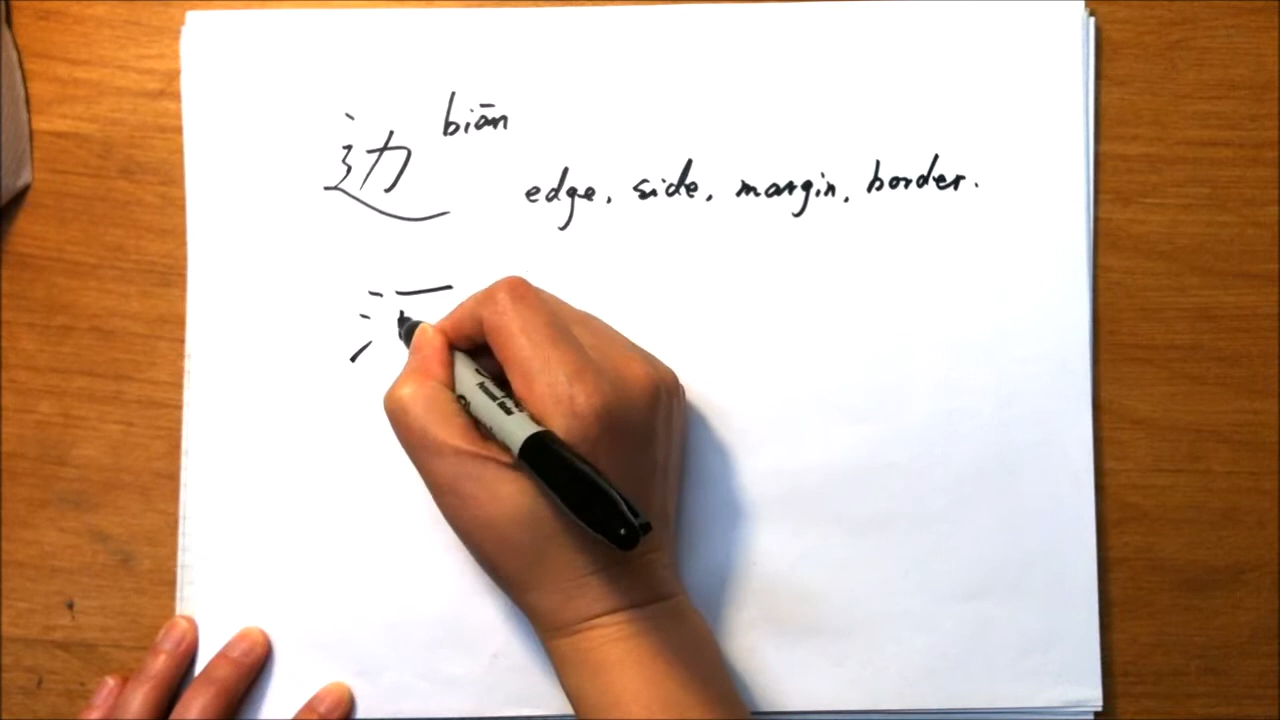 边 biān
edge, side, margin, border.